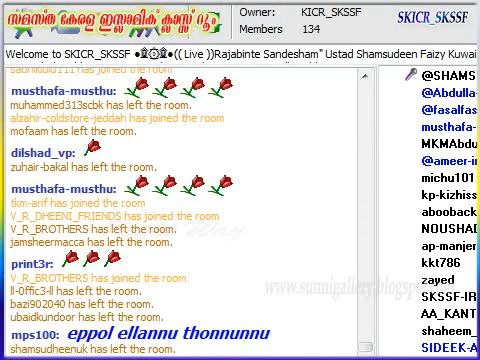 സമസ്ത കേരള ഇസ്ലാമിക് ക്ലാസ്സ് റൂം
Owner: KICR_SKSSF
Members 134
SKICR_SKSSF
Welcome to SKICR_SKSSF (( Live ))Rajabinte Sandesham" Ustad Shamsudeen Faizy Kuwai
has joined the room
musthafa-musthu:
muhammed313scbk has left the room.
alzahir-coldstore-jeddah has joined the room
mofaam has left the room.
dilshad_vp:
zuhair-bakal has left the room.
musthafa-musthu:
tkm-arif has joined the room
V_R_DHEENI_FRIENDS has joined the room
V_R_BROTHERS has left the room.
jamsheermacca has left the room.
print3r:
V_R_BROTHERS has joined the room
ll-0ffic3-ll has left the room.
bazi902040 has left the room.
ubaidkundoor has left the room.
mps100: eppol ellannu thonnunnu
shamsudheenuk has left the room.
@SHAMS
@Abdulla-
@fasalfas
musthafa-
MKMAbdu
@ameer-i
michu101
kp-kizhiss
abooback
NOUSHAD
ap-manjer
kkt786
zayed
SKSSF-IR
AA_KANT
shaheem_
SIDEEK-A
www.sunnigallery.blogspot.